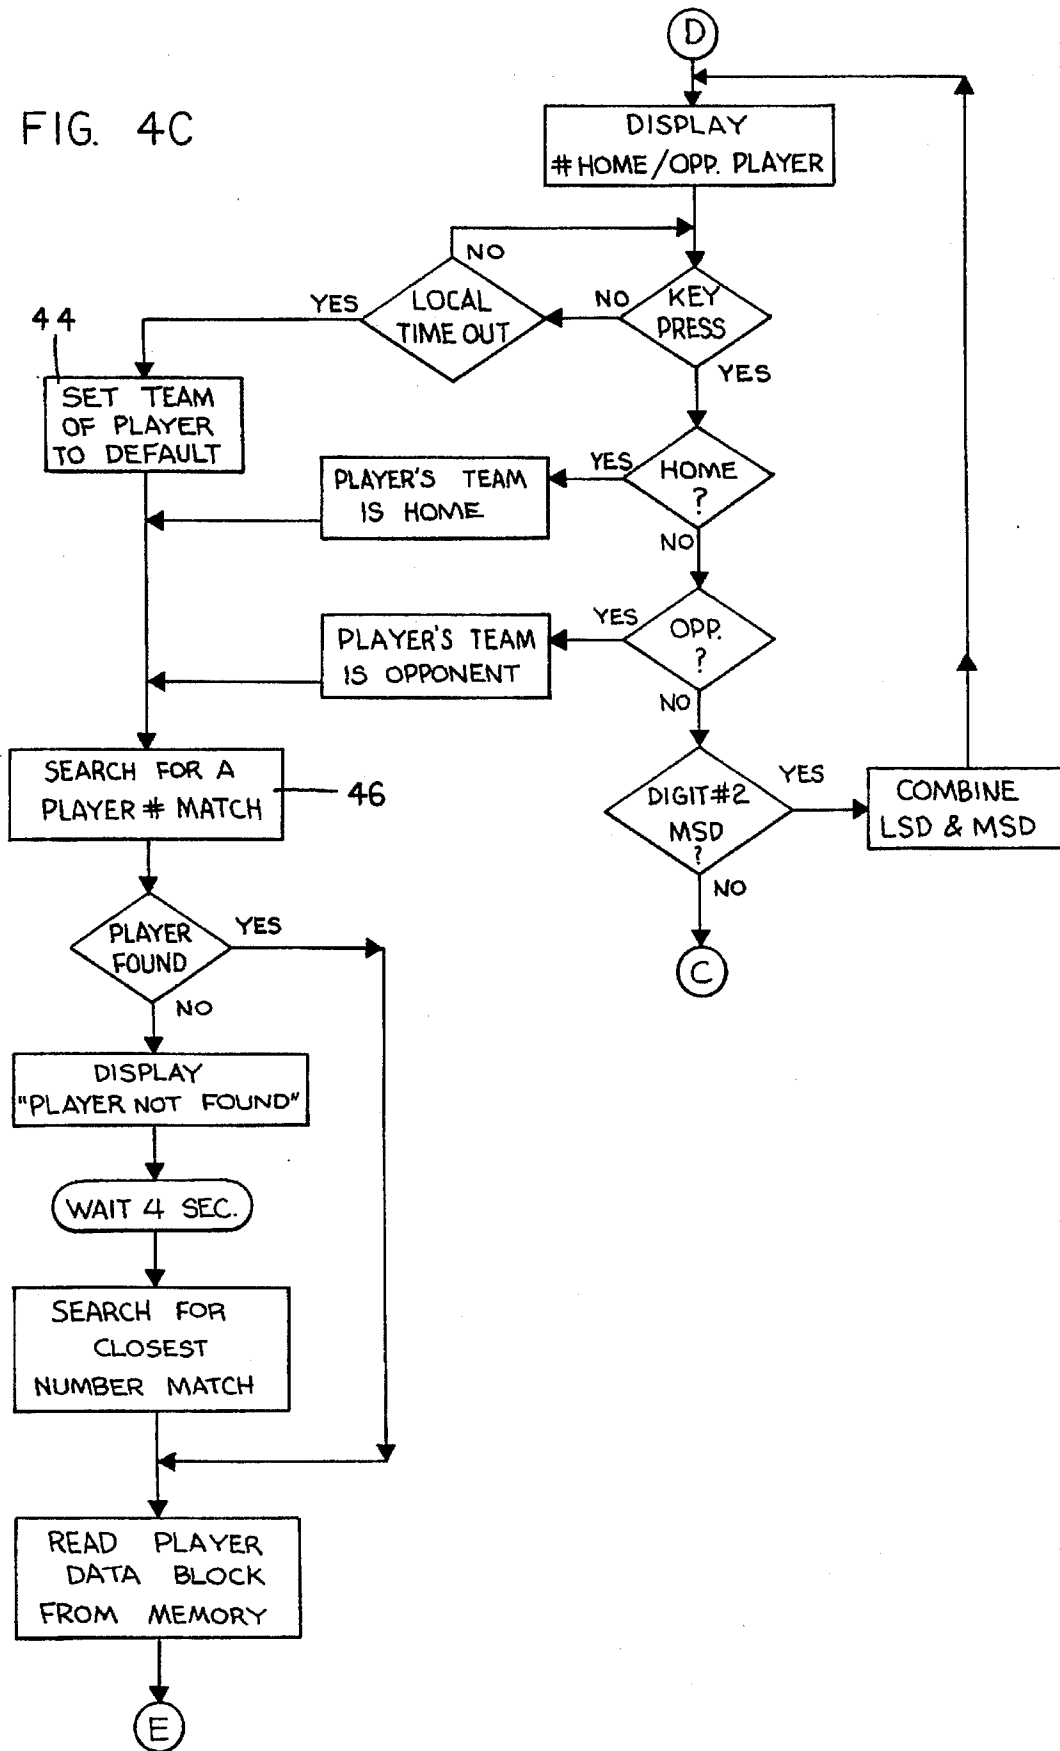 D
FIG. 4C
DISPLAY
#HOME/OPP. PLAYER
NO
LOCAL
TIME OUT
YES
NO
KEY
PRESS
YES
44
SET TEAM
OF PLAYER
TO DEFAULT
HOME
?
YES
NO
PLAYER'S TEAM
IS HOME
OPP.
?
YES
NO
PLAYER'S TEAM
IS OPPONENT
DIGIT#2
MSD
?
YES
NO
COMBINE
LSD & MSD
C
SEARCH FOR A
PLAYER # MATCH
46
PLAYER
FOUND
YES
NO
DISPLAY
"PLAYER NOT FOUND"
WAIT 4 SEC.
SEARCH FOR
CLOSEST
NUMBER MATCH
READ PLAYER
DATA BLOCK
FROM MEMORY
E